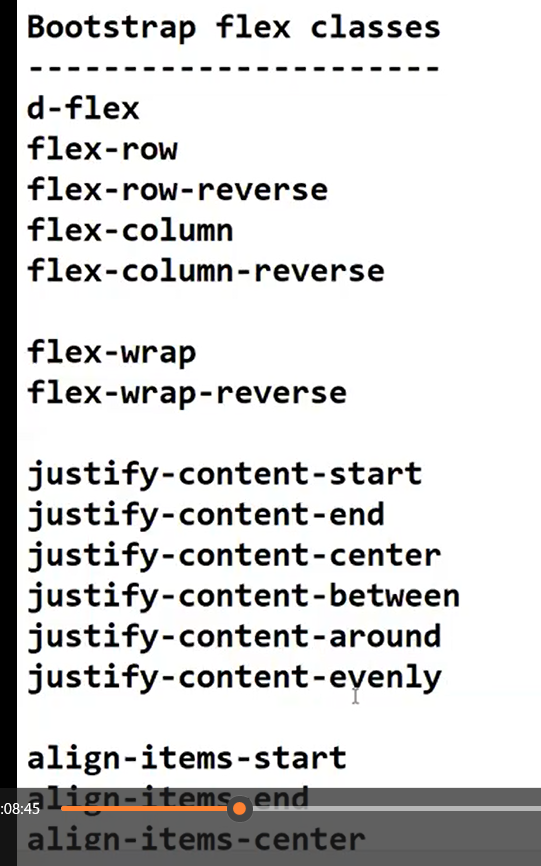 Bootstrap flex classes
----------------------
d-flex
flex-row
flex-row-reverse
flex-column
flex-column-reverse
flex-wrap
flex-wrap-reverse
justify-content-start
justify-content-end
justify-content-center
justify-content-between
justify-content-around
justify-content-evenly
align-items-start
align-items-end
:08:45
align-items-center